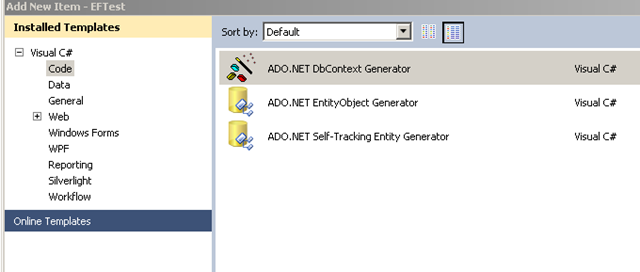 Add New Item - EFTest
Installed Templates
Visual C#
Code
Data
General
Web
Windows Forms
WPF
Reporting
Silverlight
Workflow
Online Templates
Sort by: Default
ADO.NET DbContext Generator Visual C#
ADO.NET EntityObject Generator Visual C#
ADO.NET Self-Tracking Entity Generator Visual C#